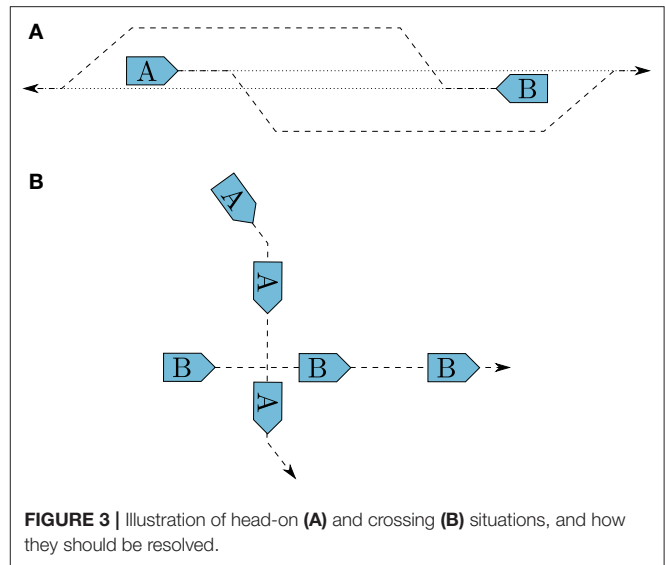 A
A
B
B
A
A
B
B
B
A
FIGURE 3 | Illustration of head-on (A) and crossing (B) situations, and how
they should be resolved.